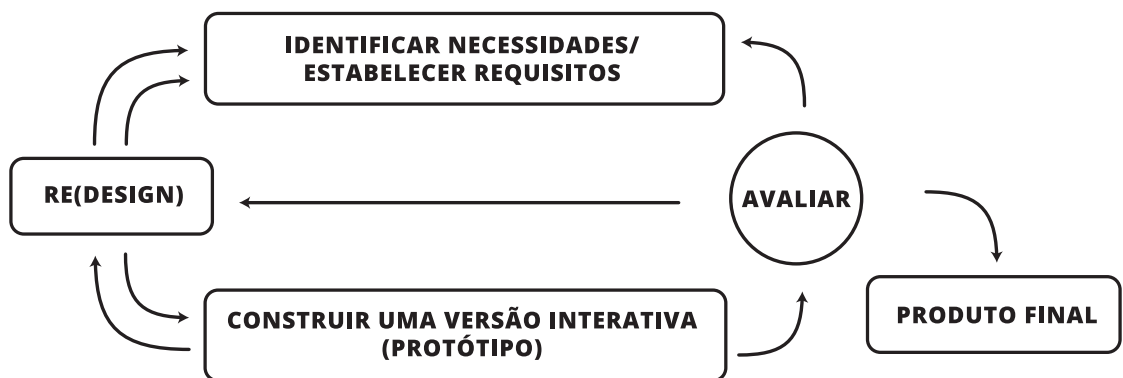 IDENTIFICAR NECESSIDADES/
ESTABELECER REQUISITOS
RE(DESIGN)
AVALIAR
CONSTRUIR UMA VERSÃO INTERATIVA
(PROTÓTIPO)
PRODUTO FINAL